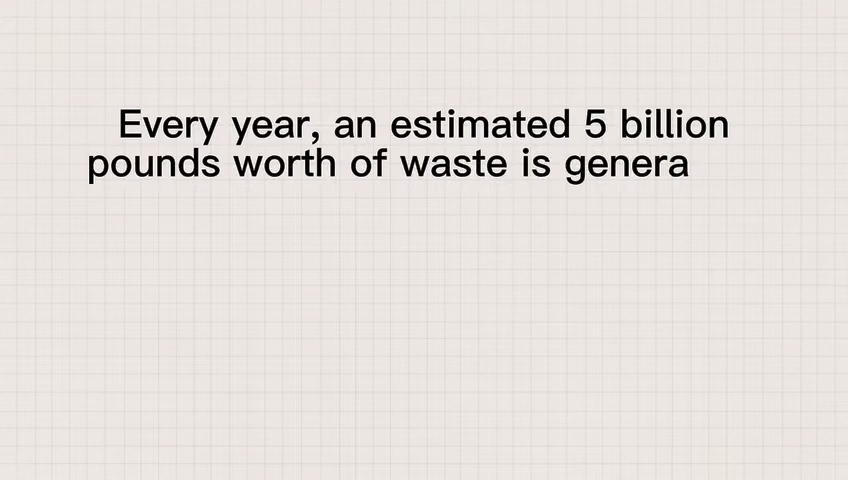 Every year, an estimated 5 billion
pounds worth of waste is genera